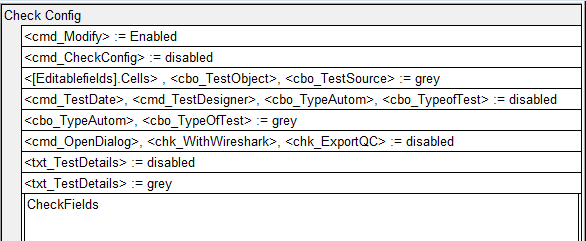 Check Config
<cmd_Modify> := Enabled
<cmd_CheckConfig> := disabled
<[Editablefields].Cells> , <cbo_TestObject>, <cbo_TestSource> := grey
<cmd_TestDate>, <cmd_TestDesigner>, <cbo_TypeAutom>, <cbo_TypeofTest> := disabled
<cbo_TypeAutom>, <cbo_TypeOfTest> := grey
<cmd_OpenDialog>, <chk_WithWireshark>, <chk_ExportQC> := disabled
<txt_TestDetails> := disabled
<txt_TestDetails> := grey
CheckFields